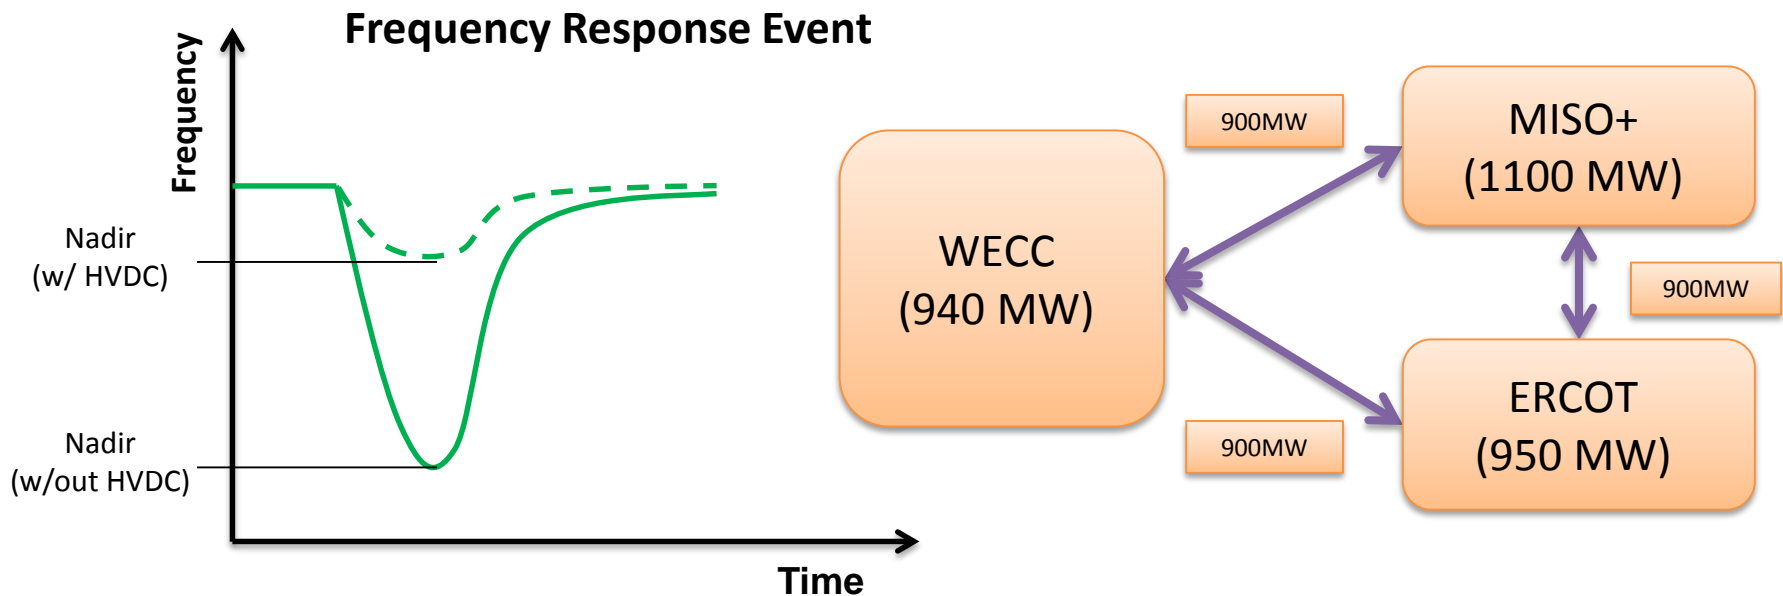 Frequency Response Event
Frequency
Nadir
(w/ HVDC)
Nadir
(w/out HVDC)
Time
900MW
MISO+
(1100 MW)
WECC
(940 MW)
900MW
ERCOT
(950 MW)
900MW